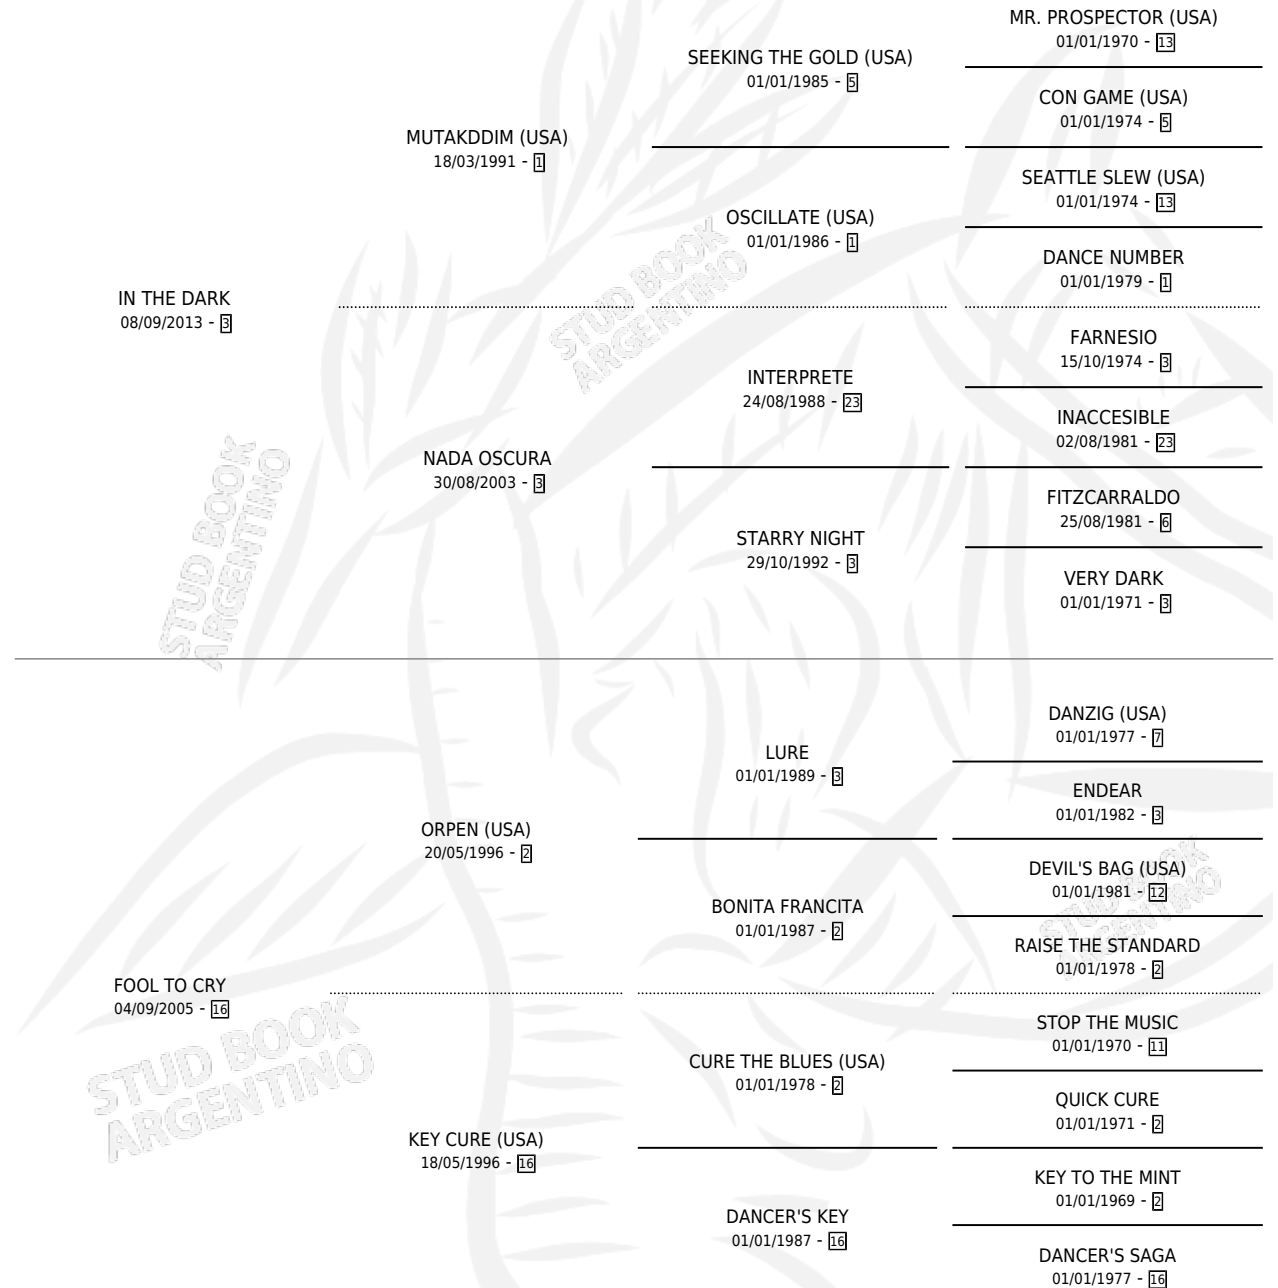 MR. PROSPECTOR (USA)
01/01/1970 - 13
SEEKING THE GOLD (USA)
01/01/1985 - 5
CON GAME (USA)
01/01/1974 - 5
MUTAKDDIM (USA)
18/03/1991 - 1
SEATTLE SLEW (USA)
01/01/1974 - 13
OSCILLATE (USA)
01/01/1986 - 1
DANCE NUMBER
01/01/1979 - 1
IN THE DARK
08/09/2013 - 3
FARNESIO
15/10/1974 - 3
INTERPRETE
24/08/1988 - 23
INACCESIBLE
02/08/1981 - 23
NADA OSCURA
30/08/2003 - 3
FITZCARRALDO
25/08/1981 - 6
STARRY NIGHT
29/10/1992 - 3
VERY DARK
01/01/1971 - 3
DANZIG (USA)
01/01/1977 - 7
LURE
01/01/1989 - 3
ENDEAR
01/01/1982 - 3
ORPEN (USA)
20/05/1996 - 2
DEVIL'S BAG (USA)
01/01/1981 - 12
BONITA FRANCITA
01/01/1987 - 2
RAISE THE STANDARD
01/01/1978 - 2
FOOL TO CRY
04/09/2005 - 16
STOP THE MUSIC
01/01/1970 - 11
CURE THE BLUES (USA)
01/01/1978 - 2
QUICK CURE
01/01/1971 - 2
KEY CURE (USA)
18/05/1996 - 16
KEY TO THE MINT
01/01/1969 - 2
DANCER'S KEY
01/01/1987 - 16
DANCER'S SAGA
01/01/1977 - 16
STUD BOOK
ARGENTINO
STUD BOOK
ARGENTINO
STUD BOOK
ARGENTINO
STUD BOOK
ARGENTINO